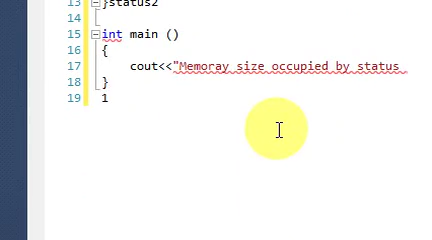 13 }status2
14
15 int main ()
16 {
17 cout<<"Memoray size occupied by status
18 }
19 1